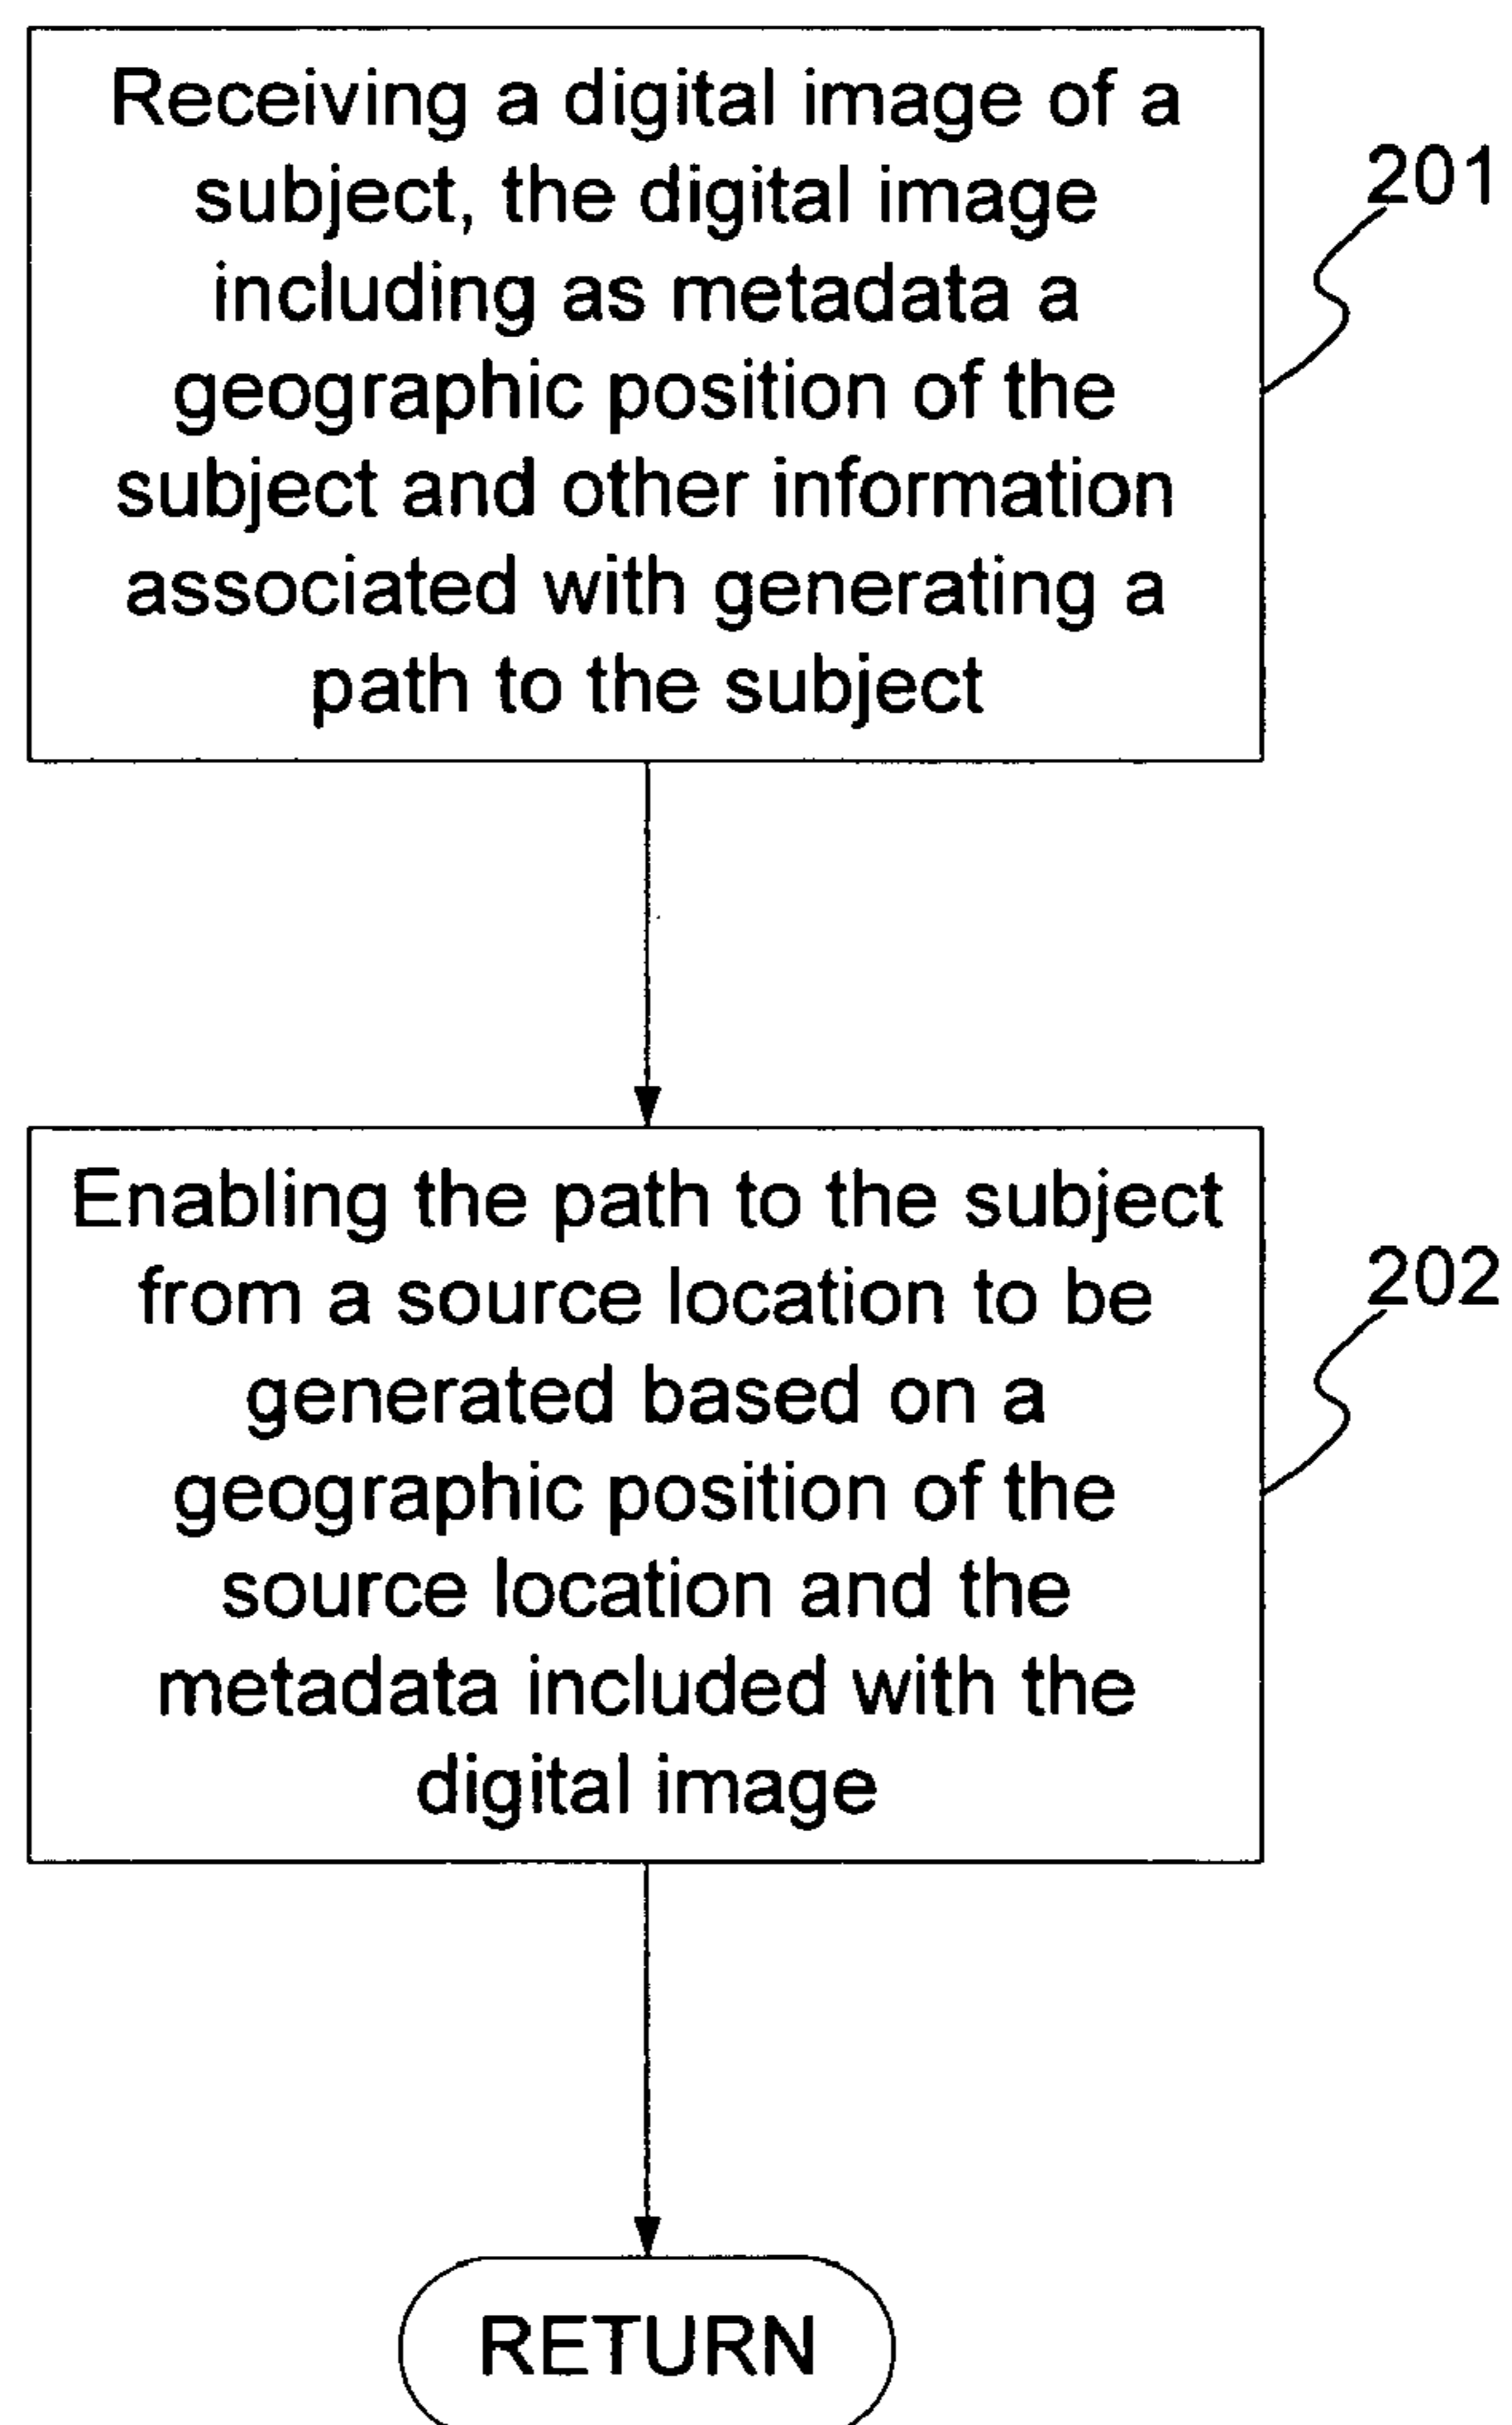 Receiving a digital image of a
subject, the digital image
including as metadata a
geographic position of the
subject and other information
associated with generating a
path to the subject
201
Enabling the path to the subject
from a source location to be
generated based on a
geographic position of the
source location and the
metadata included with the
digital image
202
RETURN